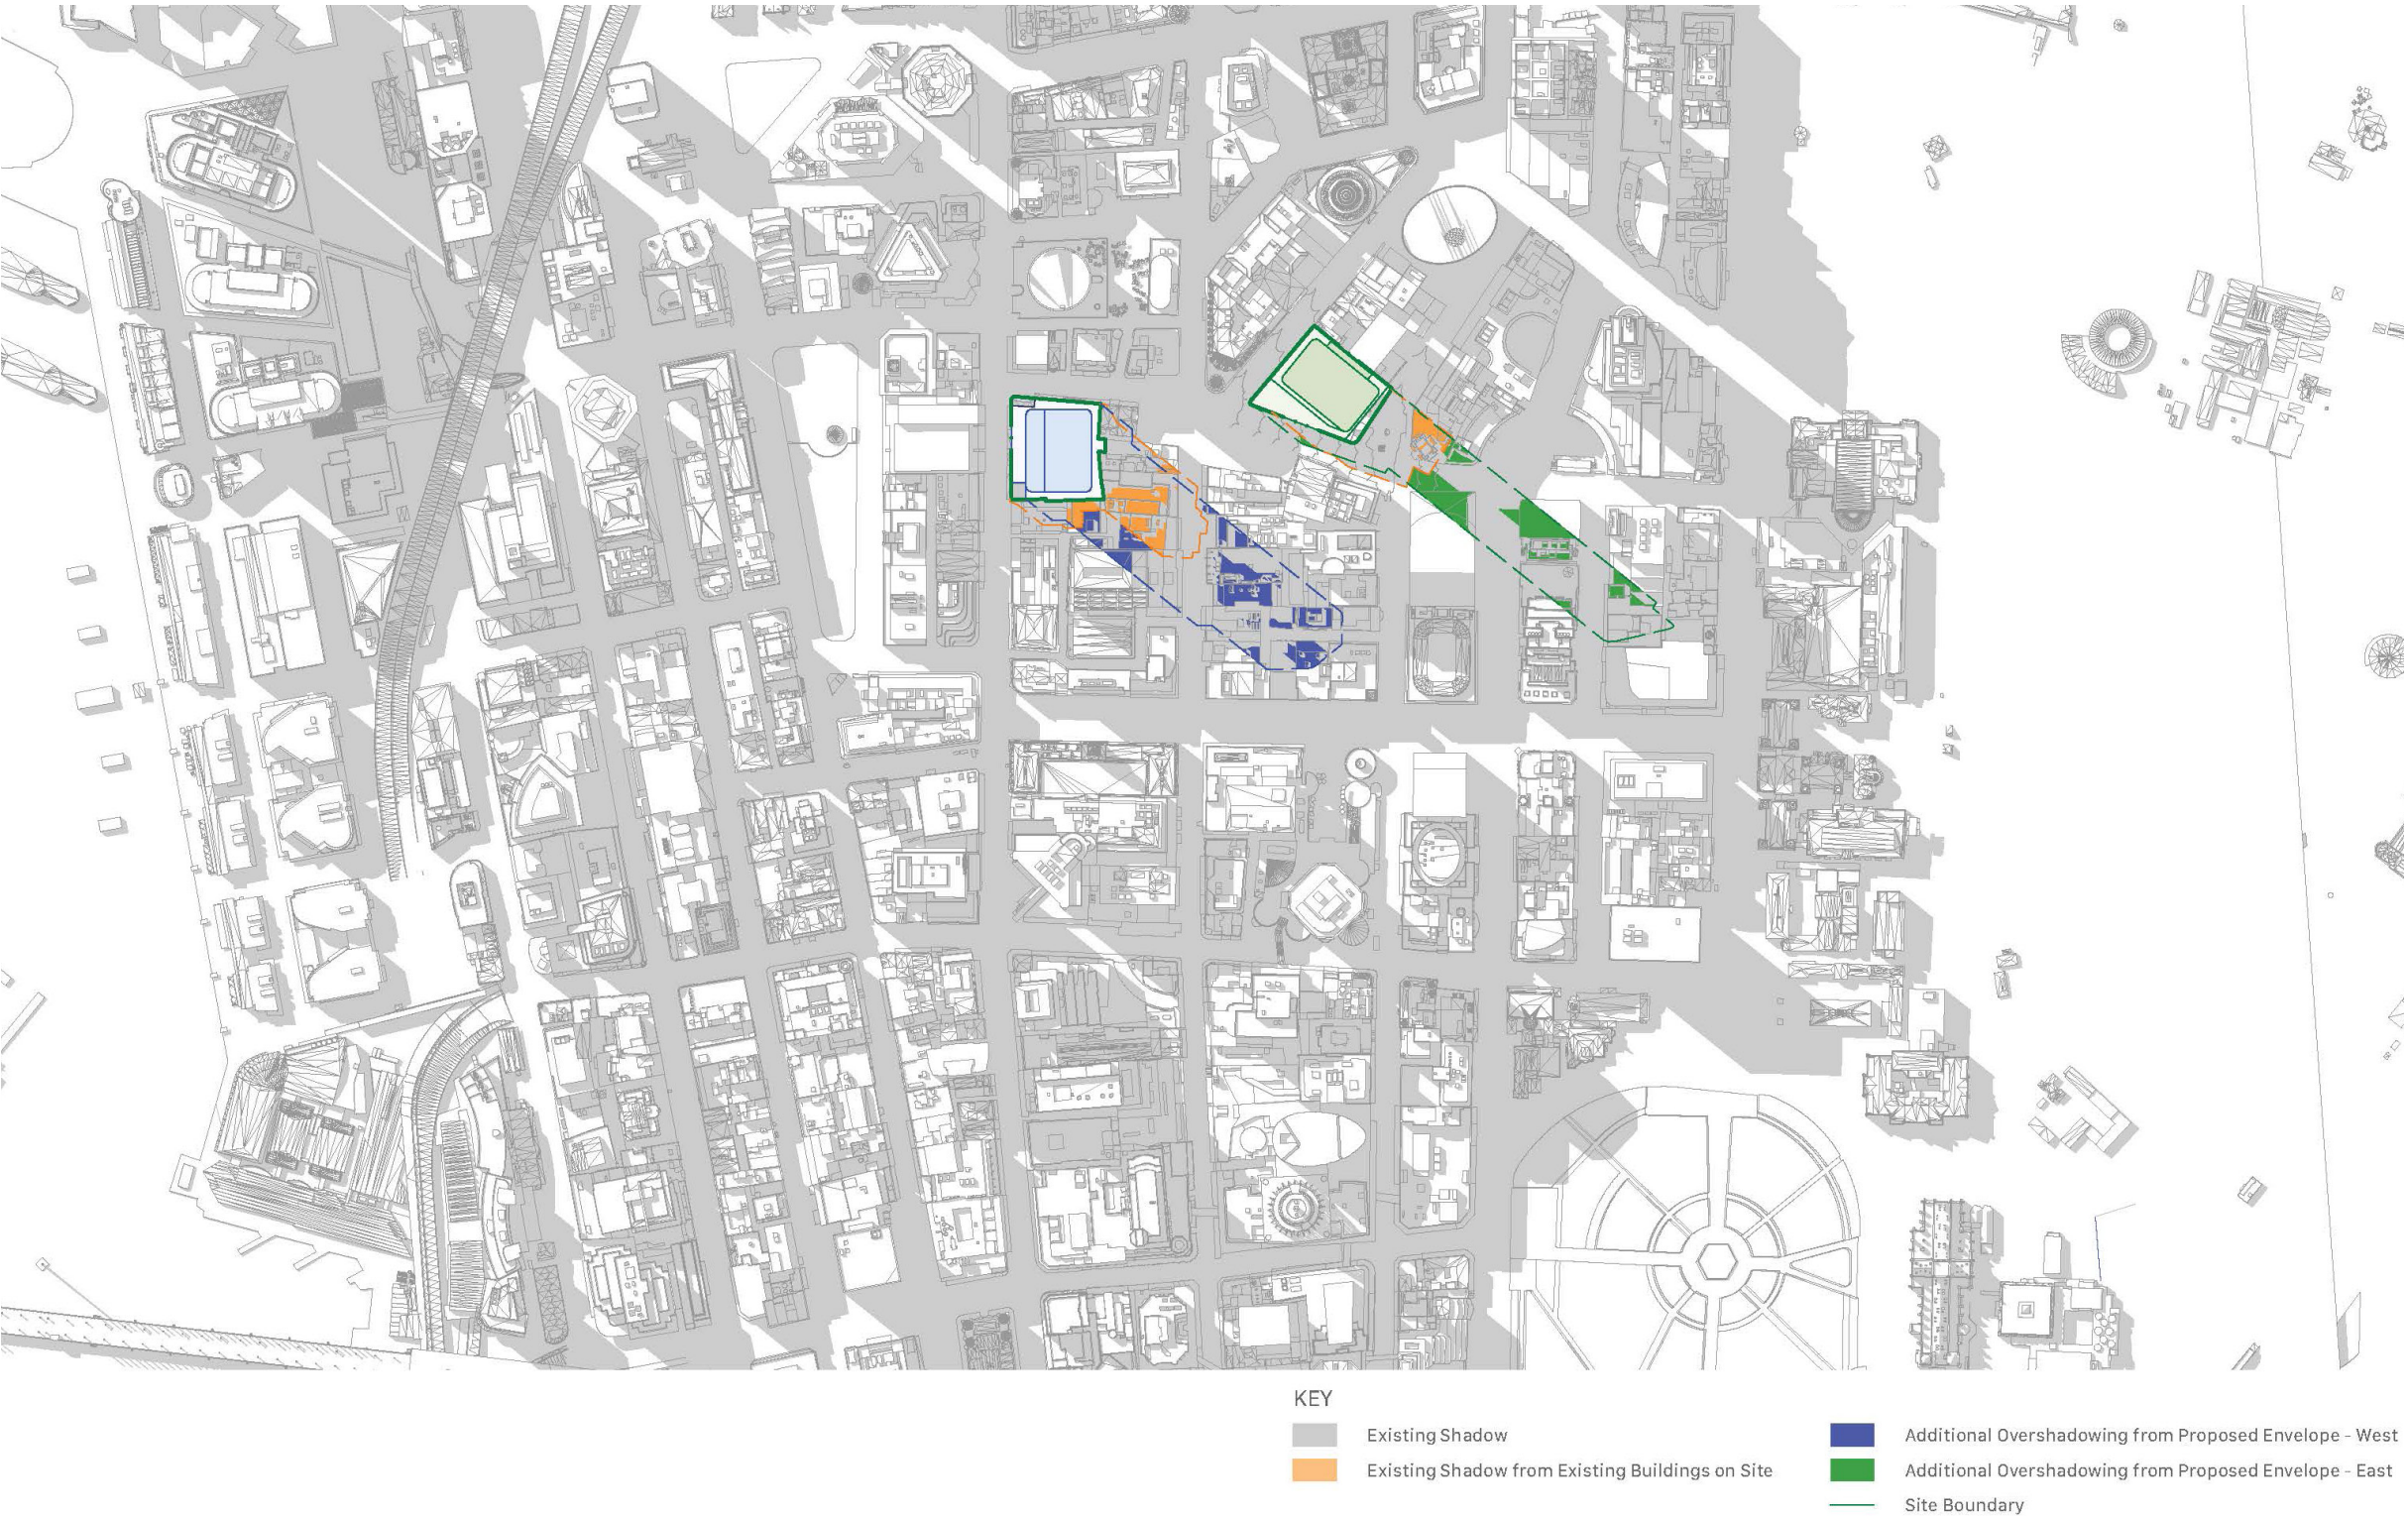 KEY
Existing Shadow
Existing Shadow from Existing Buildings on Site
Additional Overshadowing from Proposed Envelope - West
Additional Overshadowing from Proposed Envelope - East
Site Boundary